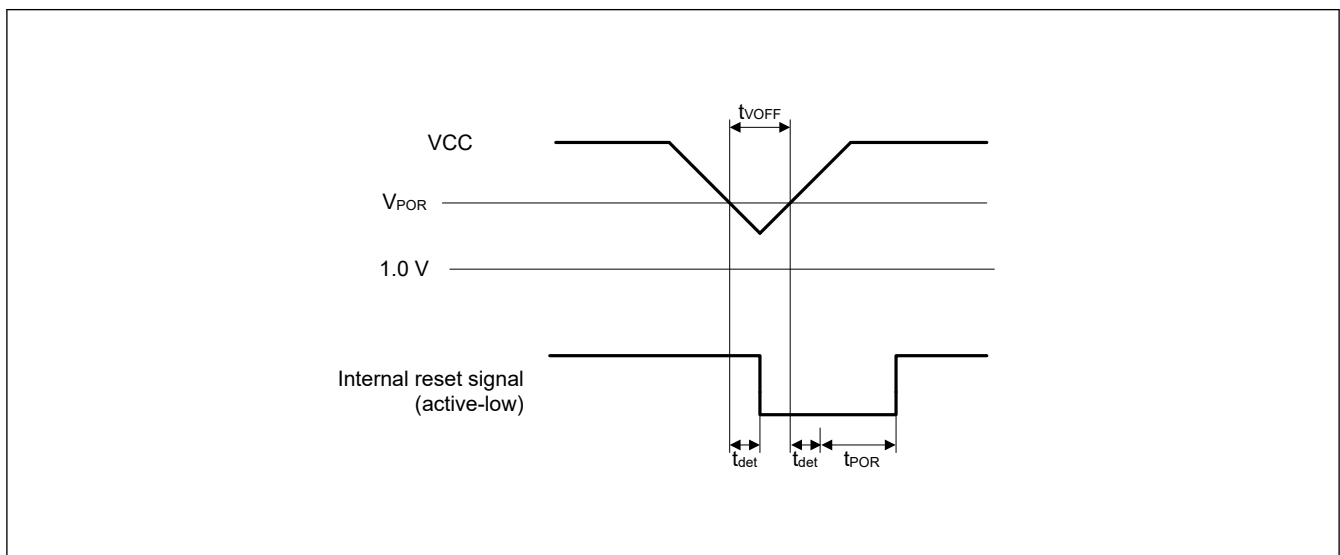 tVOFF
VCC
VPOR
1.0 V
Internal reset signal
(active-low)
tdet
tdet
tPOR